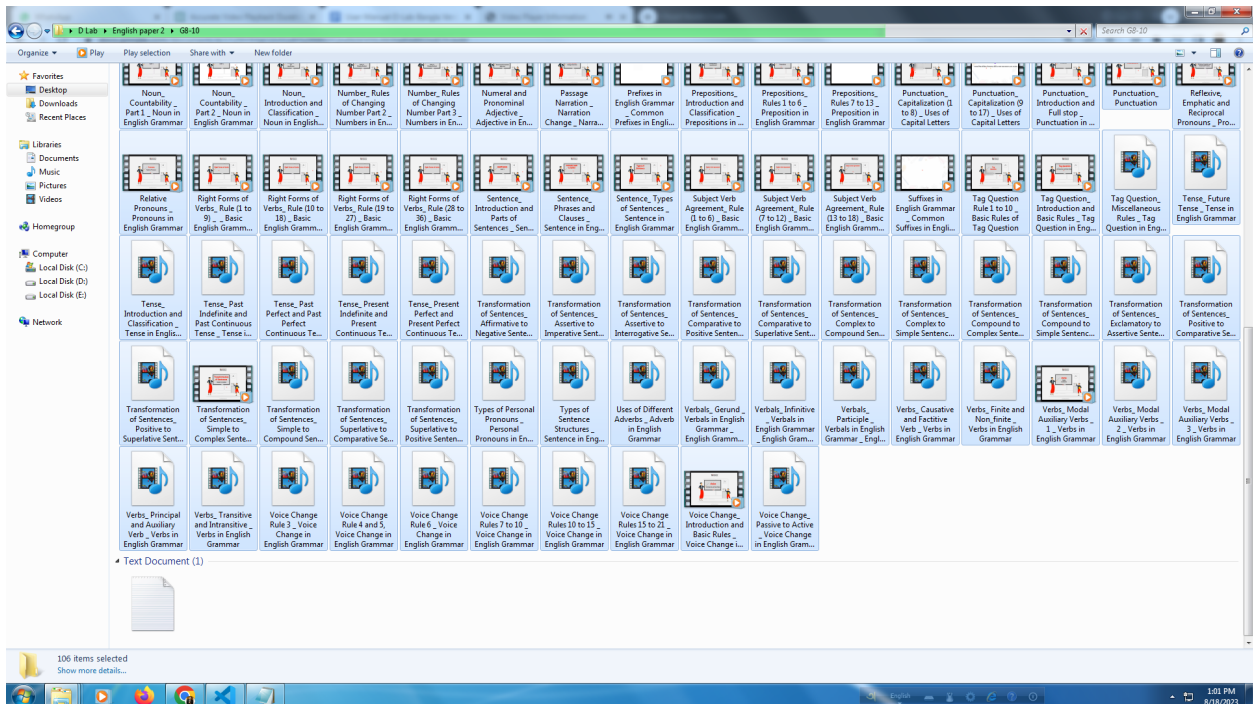 D Lab
English paper 2
G8-10
Search G8-10
Organize
Play
Play selection
Share with
New folder
Favorites
Desktop
Downloads
Recent Places
Libraries
Documents
Music
Pictures
Videos
Homegroup
Computer
Local Disk (C:)
Local Disk (D:)
Local Disk (E:)
Network
Noun_
Countability _
Part 1 _ Noun in
English Grammar
Noun_
Countability _
Part 2 _ Noun in
English Grammar
Noun_
Introduction and
Classification _
Noun in English...
Number_ Rules
of Changing
Number Part 2 _
Numbers in En...
Number_ Rules
of Changing
Number Part 3 _
Numbers in En...
Numeral and
Pronominal
Adjective _
Adjective in En...
Passage
Narration _
Narration
Change _ Narra...
Prefixes in
English Grammar
_ Common
Prefixes in Engli...
Prepositions_
Introduction and
Classification _
Prepositions in ...
Prepositions_
Rules 1 to 6 _
Preposition in
English Grammar
Prepositions_
Rules 7 to 13 _
Preposition in
English Grammar
Punctuation_
Capitalization (1
to 8) _ Uses of
Capital Letters
Punctuation_
Capitalization (9
to 17) _ Uses of
Capital Letters
Punctuation_
Introduction and
Full stop _
Punctuation in ...
Punctuation_
Punctuation
Reflexive,
Emphatic and
Reciprocal
Pronouns _ Pro...
Relative
Pronouns _
Pronouns in
English Grammar
Right Forms of
Verbs_ Rule (1 to
9) _ _ Basic
English Gramm...
Right Forms of
Verbs_ Rule (10 to
18) _ Basic
English Gramm...
Right Forms of
Verbs_ Rule (19 to
27) _ Basic
English Gramm...
Right Forms of
Verbs_ Rule (28 to
36) _ Basic
English Gramm...
Sentence_
Introduction and
Parts of
Sentences _ Sen...
Sentence_
Phrases and
Clauses _
Sentence in Eng...
Sentence_ Types
of Sentences _
Sentence in
English Grammar
Subject Verb
Agreement_ Rule
(1 to 6) _ Basic
English Gramm...
Subject Verb
Agreement_ Rule
(7 to 12) _ Basic
English Gramm...
Subject Verb
Agreement_ Rule
(13 to 18) _ Basic
English Gramm...
Suffixes in
English Grammar
_ Common
Suffixes in Engli...
Tag Question
Rule 1 to 10 _
Basic Rules of
Tag Question
Tag Question_
Introduction and
Basic Rules _ Tag
Question in Eng...
Tag Question_
Miscellaneous
Rules _ Tag
Question in Eng...
Tense_ Future
Tense _ Tense in
English Grammar
Tense_
Introduction and
Classification _
Tense in Englis...
Tense_ Past
Indefinite and
Past Continuous
Tense _ Tense i...
Tense_ Past
Perfect and Past
Perfect
Continuous Te...
Tense_ Present
Indefinite and
Present
Continuous Te...
Tense_ Present
Perfect and
Present Perfect
Continuous Te...
Transformation
of Sentences_
Affirmative to
Negative Sente...
Transformation
of Sentences_
Assertive to
Imperative Sent...
Transformation
of Sentences_
Assertive to
Interrogative Se...
Transformation
of Sentences_
Comparative to
Positive Senten...
Transformation
of Sentences_
Comparative to
Superlative Sent...
Transformation
of Sentences_
Complex to
Compound Sen...
Transformation
of Sentences_
Complex to
Simple Sentenc...
Transformation
of Sentences_
Compound to
Complex Sente...
Transformation
of Sentences_
Compound to
Simple Sentenc...
Transformation
of Sentences_
Exclamatory to
Assertive Sente...
Transformation
of Sentences_
Positive to
Comparative Se...
Transformation
of Sentences_
Positive to
Superlative Sent...
Transformation
of Sentences_
Simple to
Complex Sente...
Transformation
of Sentences_
Simple to
Compound Sen...
Transformation
of Sentences_
Superlative to
Comparative Se...
Transformation
of Sentences_
Superlative to
Positive Senten...
Types of Personal
Pronouns _
Pesonal
Pronouns in En...
Types of
Sentence
Structures _
Sentence in Eng...
Uses of Different
Adverbs _ Adverb
in English
Grammar
Verbals_ Gerund _
Verbals in English
Grammar _
English Gramm...
Verbals_ Infinitive
_ Verbals in
English Grammar
_ English Gram...
Verbals_
Participle _
Verbals in English
Grammar _ Engl...
Verbs_ Causative
and Factitive
Verb _ Verbs in
English Grammar
Verbs_ Finite and
Non_finite _
Verbs in English
Grammar
Verbs_ Modal
Auxiliary Verbs _
1 _ Verbs in
English Grammar
Verbs_ Modal
Auxiliary Verbs _
2 _ Verbs in
English Grammar
Verbs_ Modal
Auxiliary Verbs _
3 _ Verbs in
English Grammar
Verbs_ Principal
and Auxiliary
Verb _ Verbs in
English Grammar
Verbs_ Transitive
and Intransitive _
Verbs in English
Grammar
Voice Change
Rule 3 _ Voice
Change in
English Grammar
Voice Change
Rule 4 and 5,
Voice Change in
English Grammar
Voice Change
Rule 6 _ Voice
Change in
English Grammar
Voice Change
Rules 7 to 10 _
Voice Change in
English Grammar
Voice Change
Rules 10 to 15 _
Voice Change in
English Grammar
Voice Change
Rules 15 to 21 _
Voice Change in
English Grammar
Voice Change_
Introduction and
Basic Rules _
Voice Change i...
Voice Change_
Passive to Active
_ Voice Change
in English Gram...
Text Document (1)
106 items selected
Show more details...
English
1:01 PM
8/18/2023